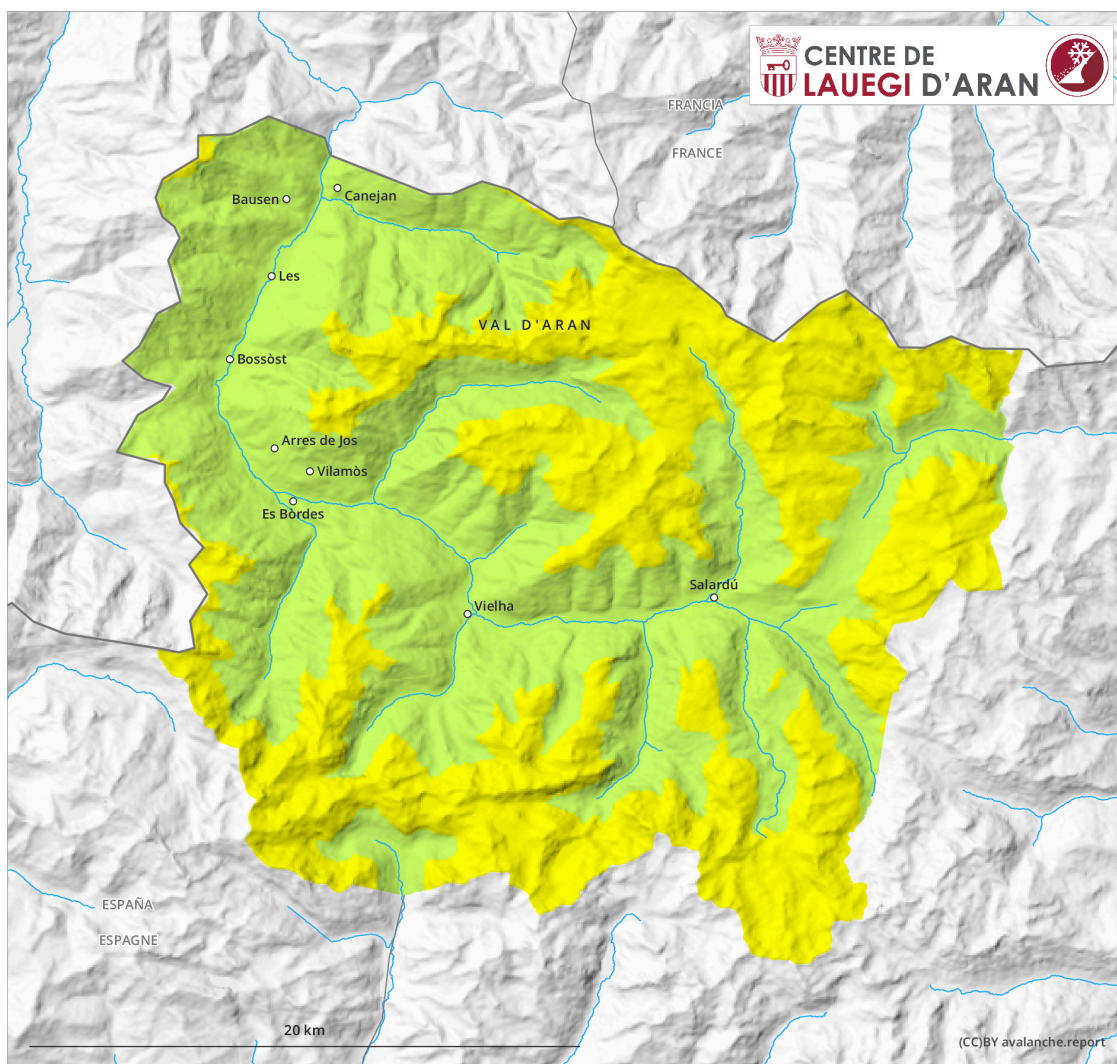 CENTRE DE
LAUEGI D'ARAN
FRANCIA
FRANCE
Canejan
Bausen
Les
VAL D'ARAN
Bossòst
Arres de Jos
Vilamòs
Es Bòrdes
Salardú
Vielha
ESPAÑA
ESPAGNE
20 km
(CC)BY avalanche.report